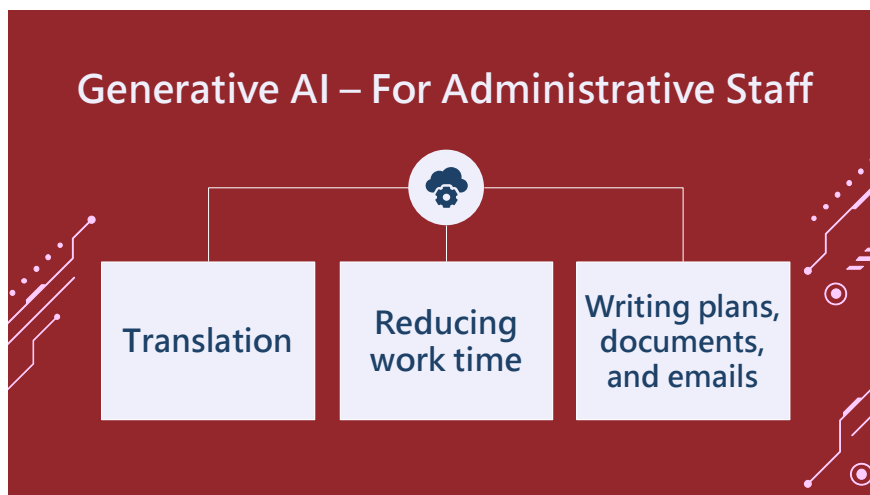 Generative AI – For Administrative Staff
Translation
Reducing
work time
Writing plans,
documents,
and emails